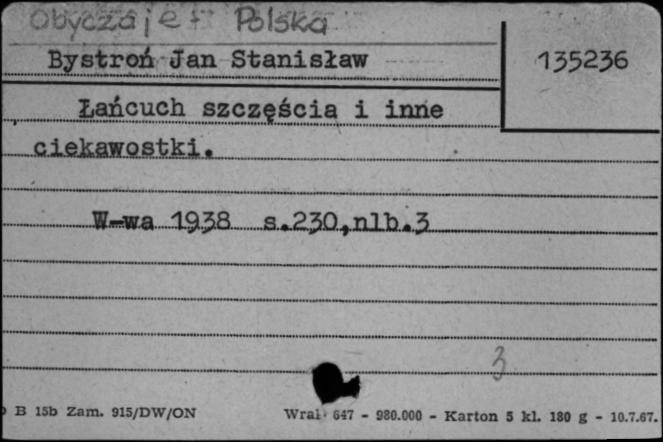 Obyczaje - Polska
Bystroń Jan Stanisław
135236
Łańcuch szczęścia i inne
ciekawostki.
W-wa 1938 s.230,nlb.3
3
B 15b Zam. 915/DW/ON
647 - 980.000 - Karton 5 kl. 180 g - 10.7.67.